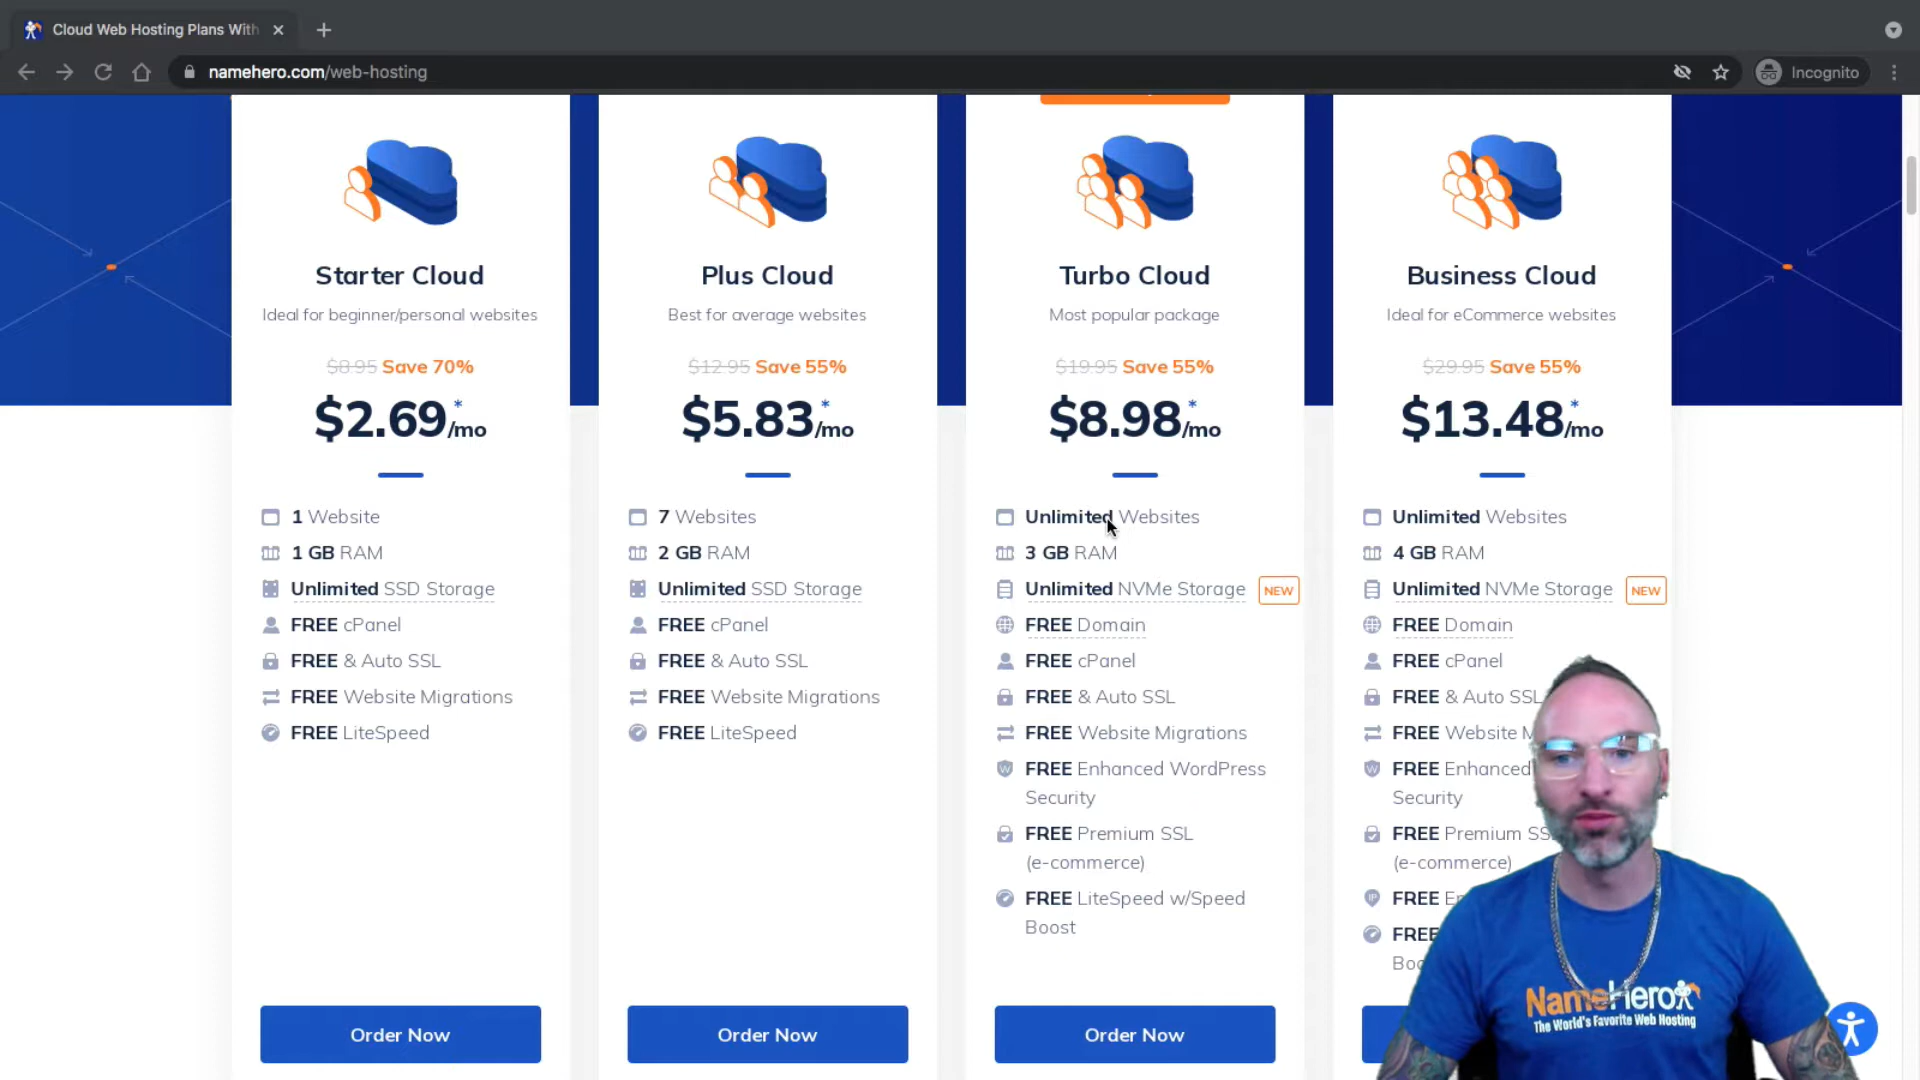 Cloud Web Hosting Plans With
namehero.com/web-hosting
Incognito
Starter Cloud
Ideal for beginner/personal websites
$8.95 Save 70%
$2.69*/mo
1 Website
1 GB RAM
Unlimited SSD Storage
FREE cPanel
FREE & Auto SSL
FREE Website Migrations
FREE LiteSpeed
Order Now
Plus Cloud
Best for average websites
$12.95 Save 55%
$5.83*/mo
7 Websites
2 GB RAM
Unlimited SSD Storage
FREE cPanel
FREE & Auto SSL
FREE Website Migrations
FREE LiteSpeed
Order Now
Turbo Cloud
Most popular package
$19.95 Save 55%
$8.98*/mo
Unlimited Websites
3 GB RAM
Unlimited NVMe Storage NEW
FREE Domain
FREE cPanel
FREE & Auto SSL
FREE Website Migrations
FREE Enhanced WordPress
Security
FREE Premium SSL
(e-commerce)
FREE LiteSpeed w/Speed
Boost
Order Now
Business Cloud
Ideal for eCommerce websites
$29.95 Save 55%
$13.48*/mo
Unlimited Websites
4 GB RAM
Unlimited NVMe Storage NEW
FREE Domain
FREE cPanel
FREE & Auto SSL
FREE Website
FREE Enhanced
Security
FREE Premium
(e-commerce)
FREE
FREE
NameHero
The World's Favorite Web Hosting